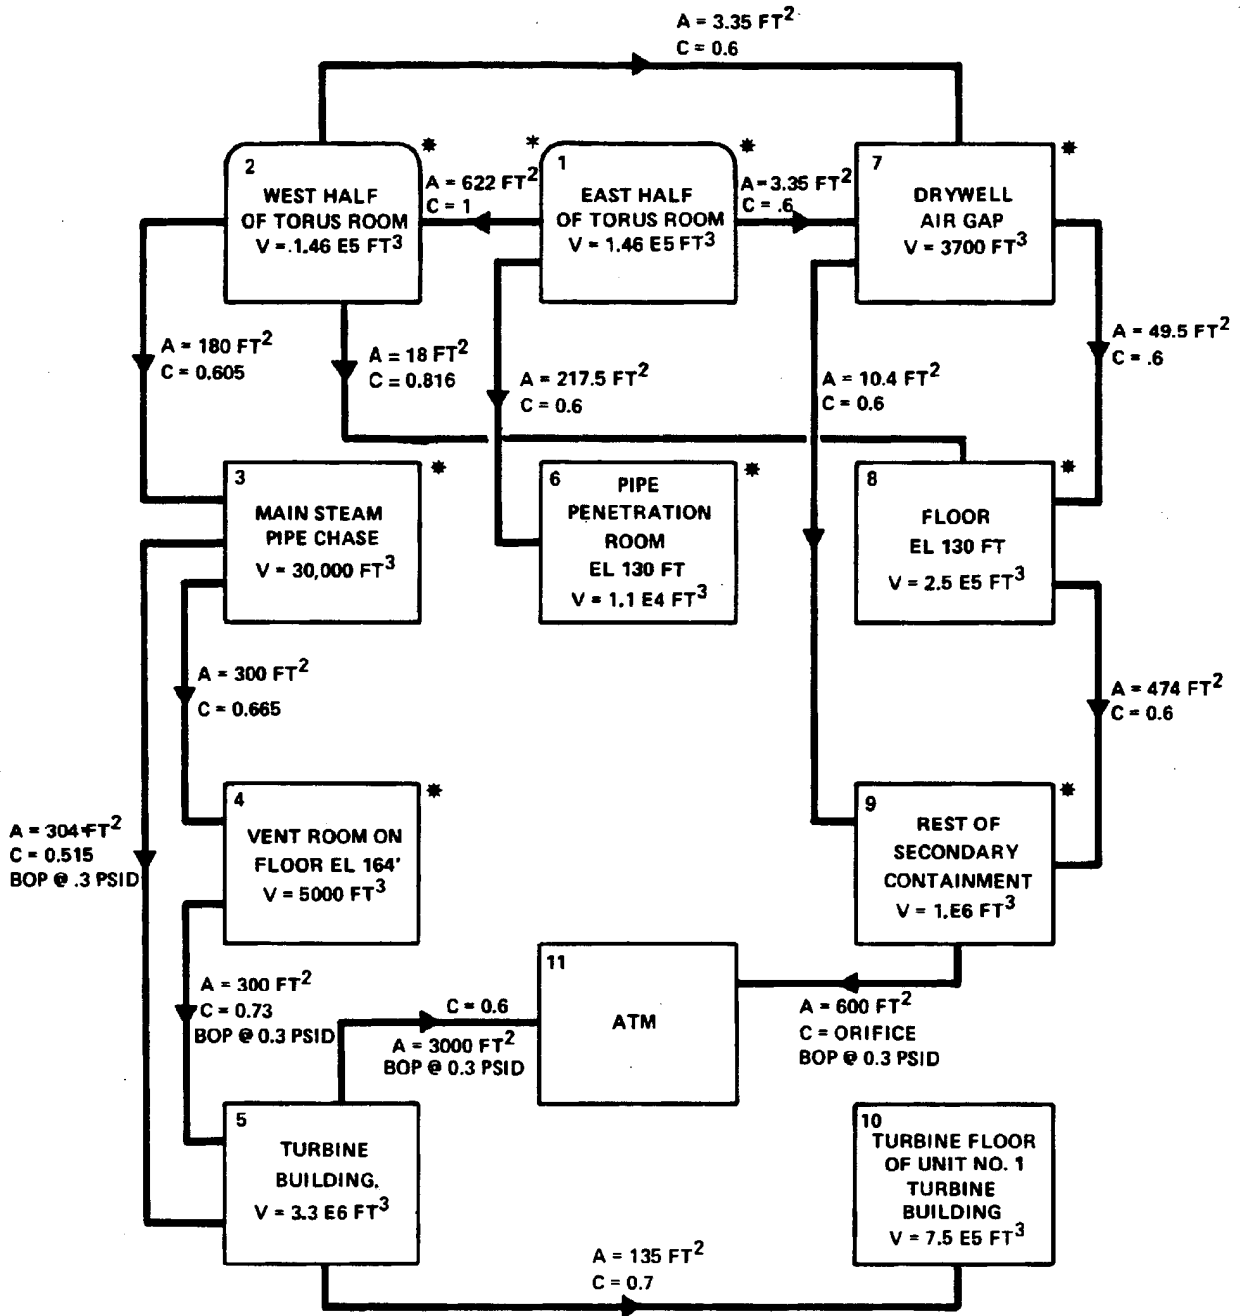 A = 3.35 FT²
C = 0.6
2
WEST HALF
OF TORUS ROOM
V = .1.46 E5 FT³
*
A = 622 FT²
C = 1
*
1
EAST HALF
OF TORUS ROOM
V = 1.46 E5 FT³
*
A = 3.35 FT²
C = .6
7
DRYWELL
AIR GAP
V = 3700 FT³
*
A = 180 FT²
C = 0.605
A = 18 FT²
C = 0.816
A = 217.5 FT²
C = 0.6
A = 10.4 FT²
C = 0.6
A = 49.5 FT²
C = .6
3
MAIN STEAM
PIPE CHASE
V = 30,000 FT³
*
6
PIPE
PENETRATION
ROOM
EL 130 FT
V = 1.1 E4 FT³
*
8
FLOOR
EL 130 FT
V = 2.5 E5 FT³
*
A = 300 FT²
C = 0.665
A = 474 FT²
C = 0.6
A = 304 FT²
C = 0.515
BOP @ .3 PSID
4
VENT ROOM ON
FLOOR EL 164'
V = 5000 FT³
*
9
REST OF
SECONDARY
CONTAINMENT
V = 1.E6 FT³
*
A = 300 FT²
C = 0.73
BOP @ 0.3 PSID
C = 0.6
A = 3000 FT²
BOP @ 0.3 PSID
11
ATM
A = 600 FT²
C = ORIFICE
BOP @ 0.3 PSID
5
TURBINE
BUILDING.
V = 3.3 E6 FT³
10
TURBINE FLOOR
OF UNIT NO. 1
TURBINE
BUILDING
V = 7.5 E5 FT³
A = 135 FT²
C = 0.7